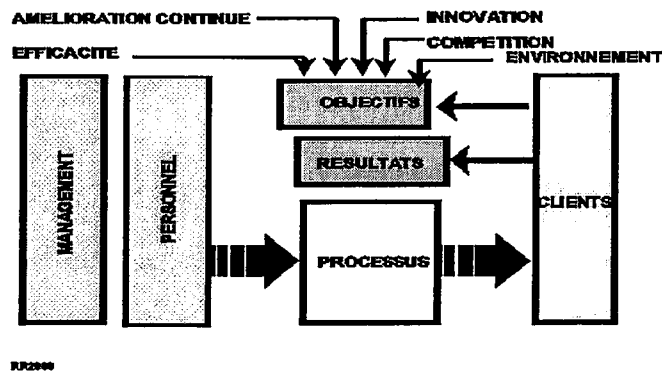 AMELIORATION CONTINUE
INNOVATION
COMPETITION
EFFICACITE
ENVIRONNEMENT
OBJECTIFS
RESULTATS
MANAGEMENT
PERSONNEL
PROCESSUS
CLIENTS